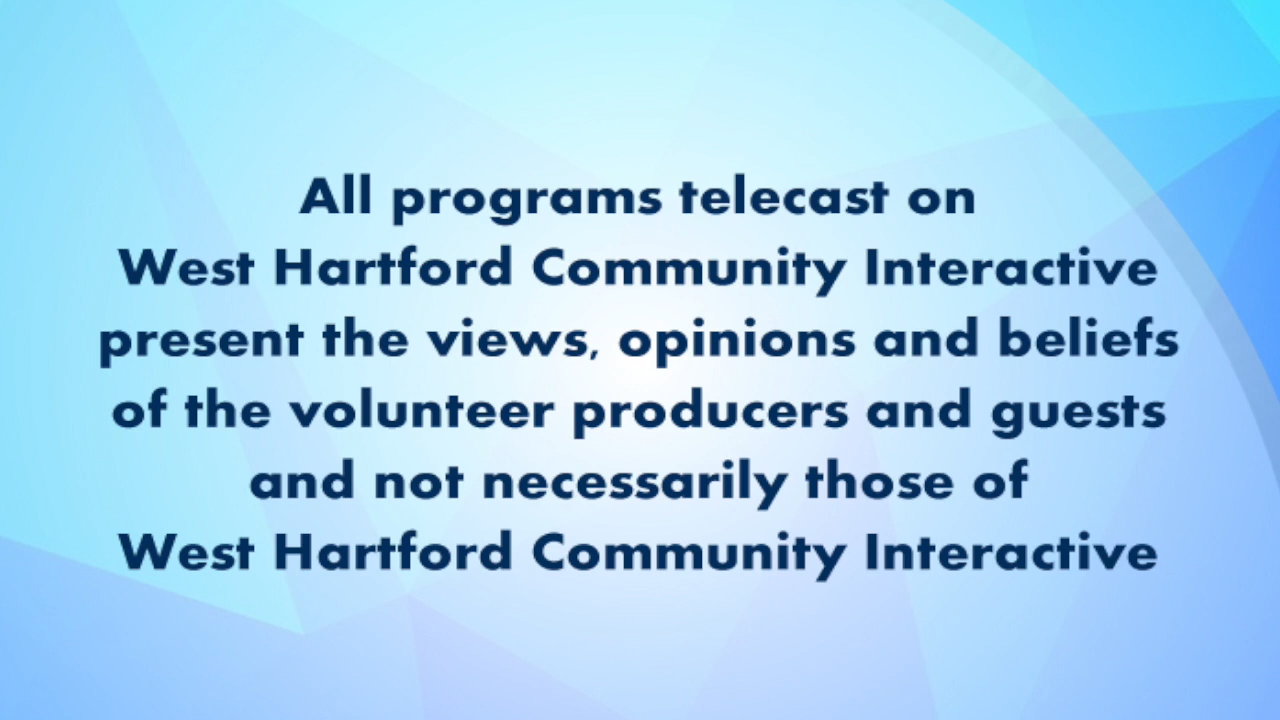 All programs telecast on
West Hartford Community Interactive
present the views, opinions and beliefs
of the volunteer producers and guests
and not necessarily those of
West Hartford Community Interactive